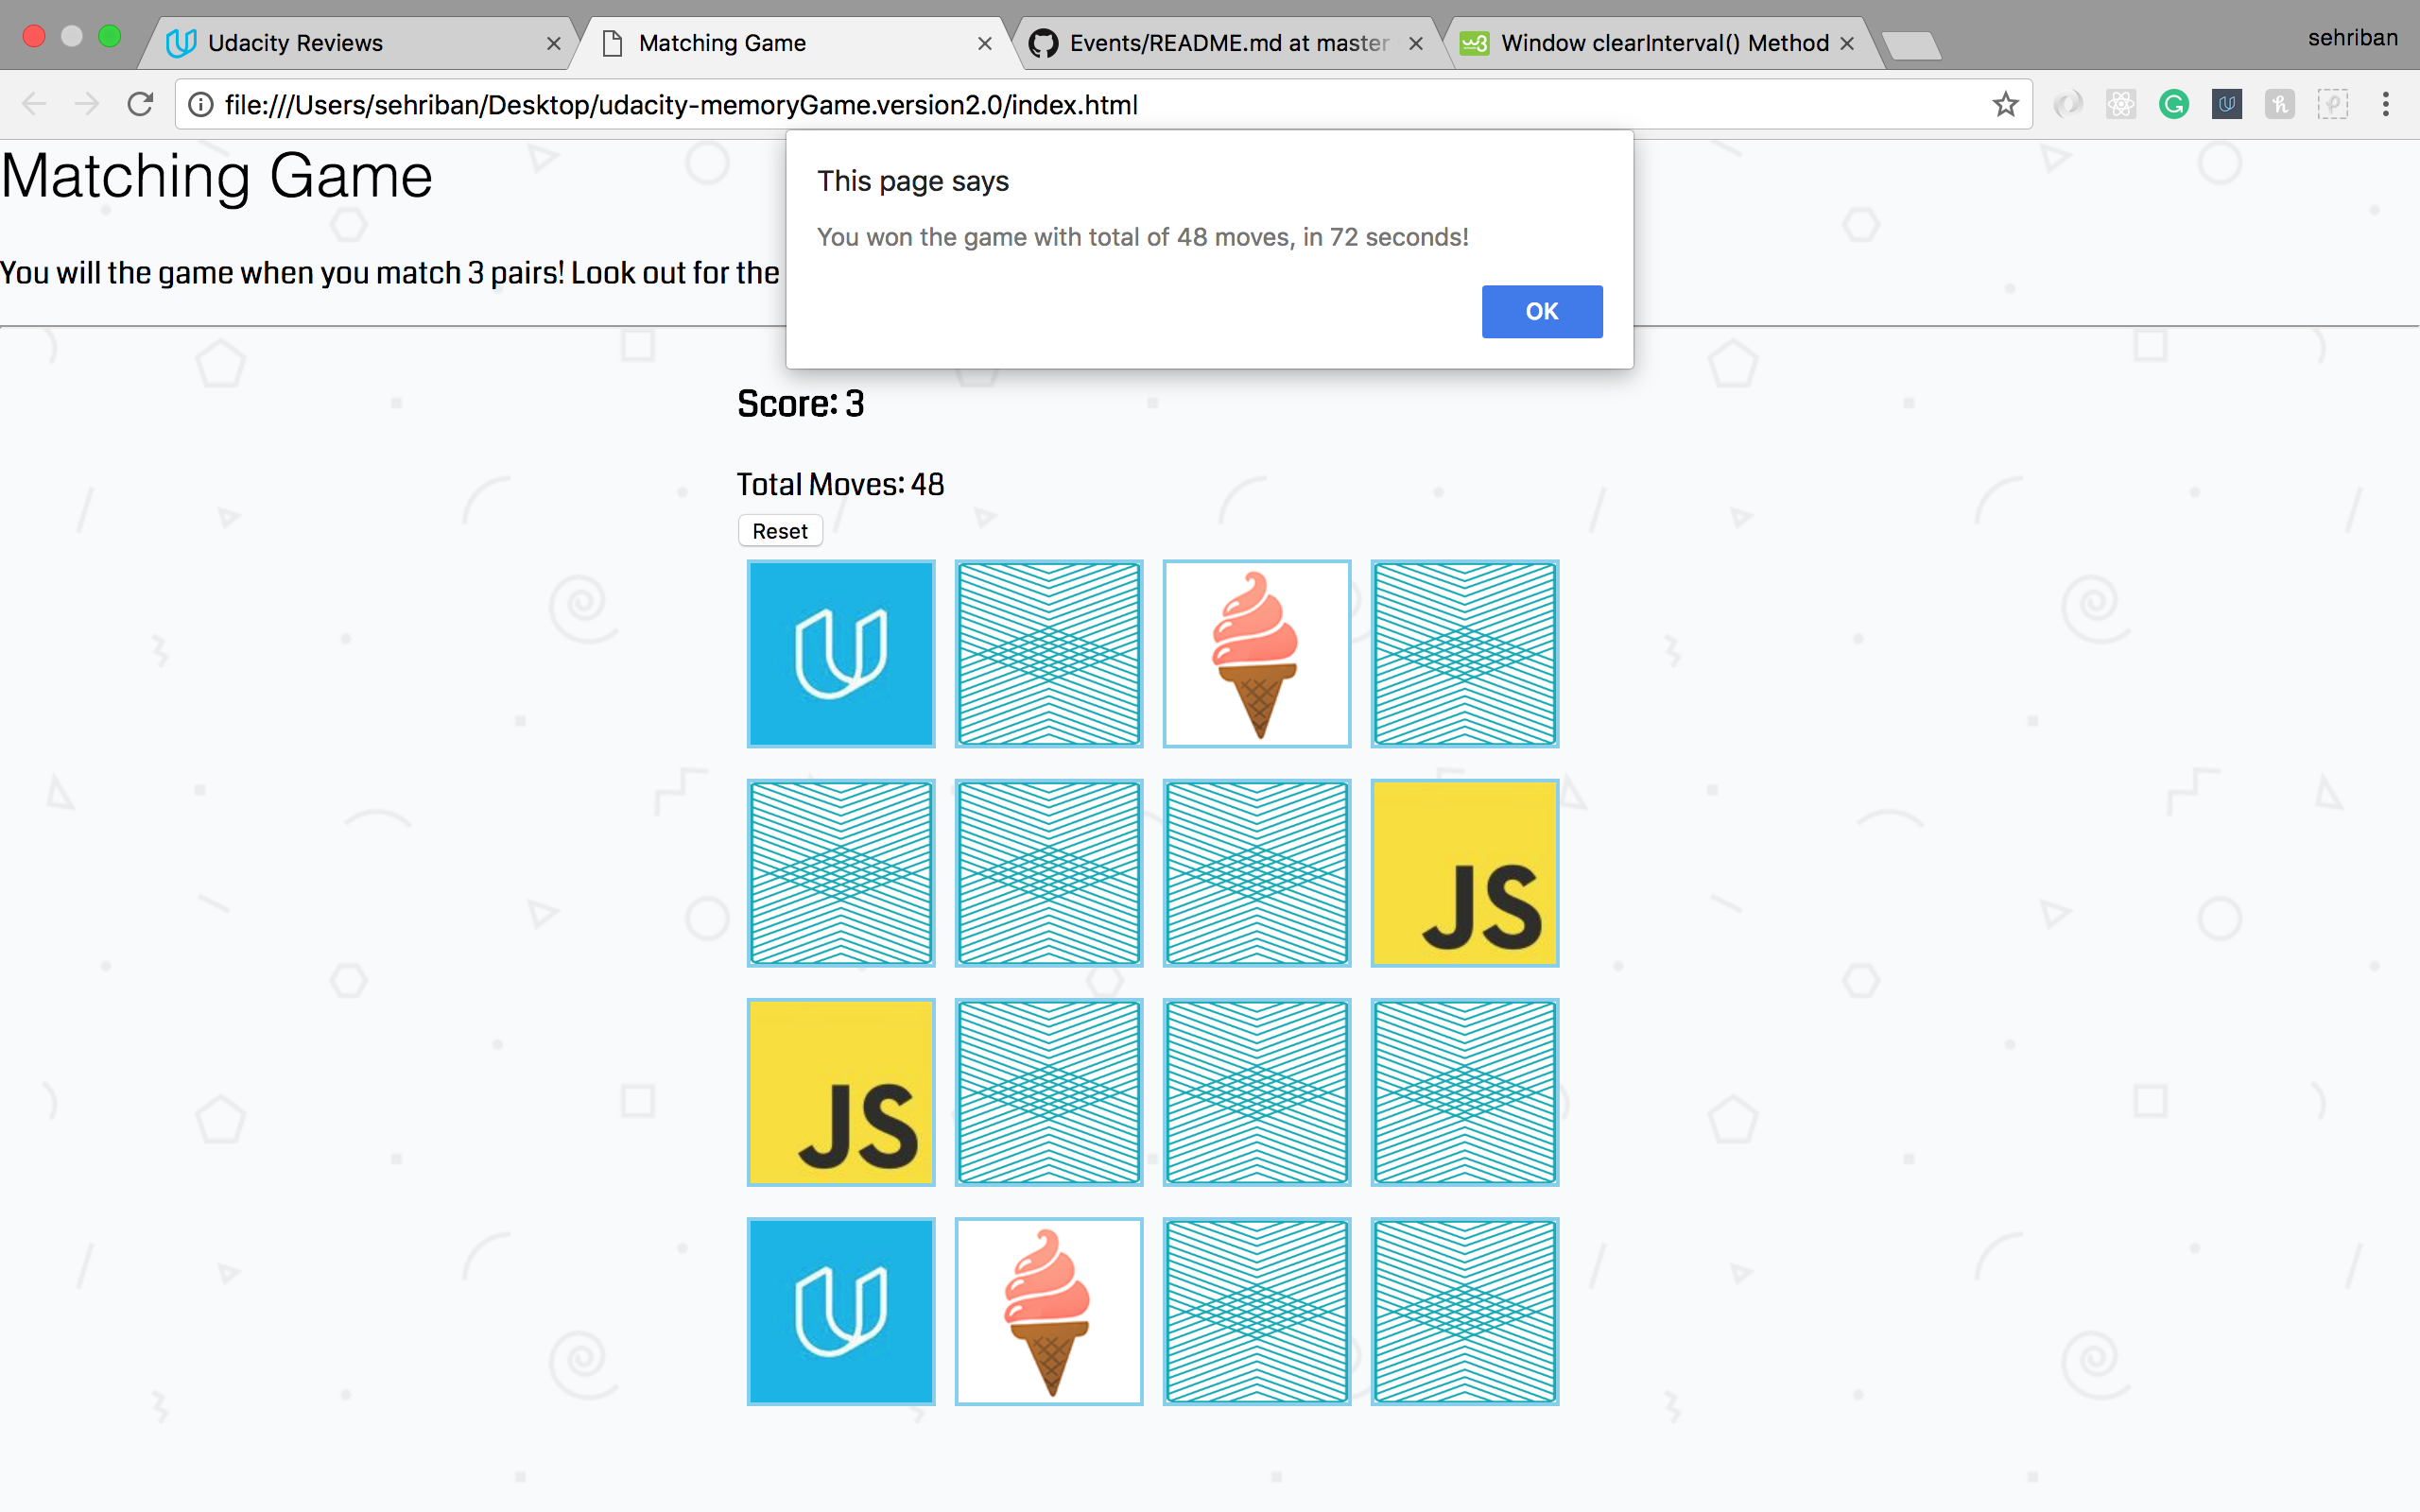 Udacity Reviews
Matching Game
Events/README.md at master
Window clearInterval() Method
sehriban
file:///Users/sehriban/Desktop/udacity-memoryGame.version2.0/index.html
Matching Game
This page says
You won the game with total of 48 moves, in 72 seconds!
OK
You will the game when you match 3 pairs! Look out for the
Score: 3
Total Moves: 48
Reset
JS
JS